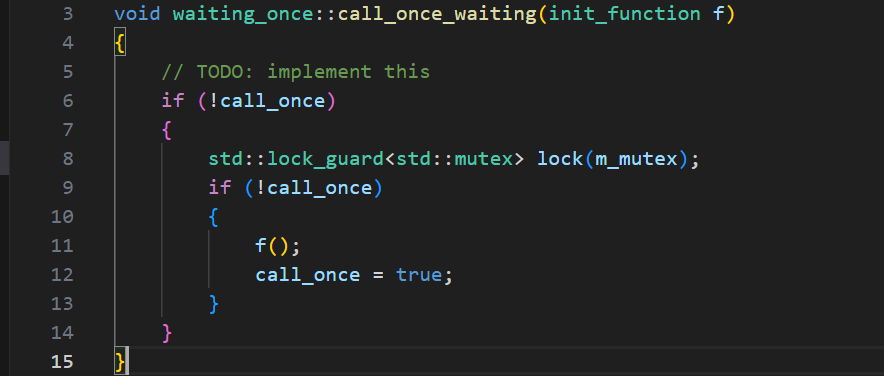 3 void waiting_once::call_once_waiting(init_function f)
4 {
5     // TODO: implement this
6     if (!call_once)
7     {
8         std::lock_guard<std::mutex> lock(m_mutex);
9         if (!call_once)
10         {
11             f();
12             call_once = true;
13         }
14     }
15 }